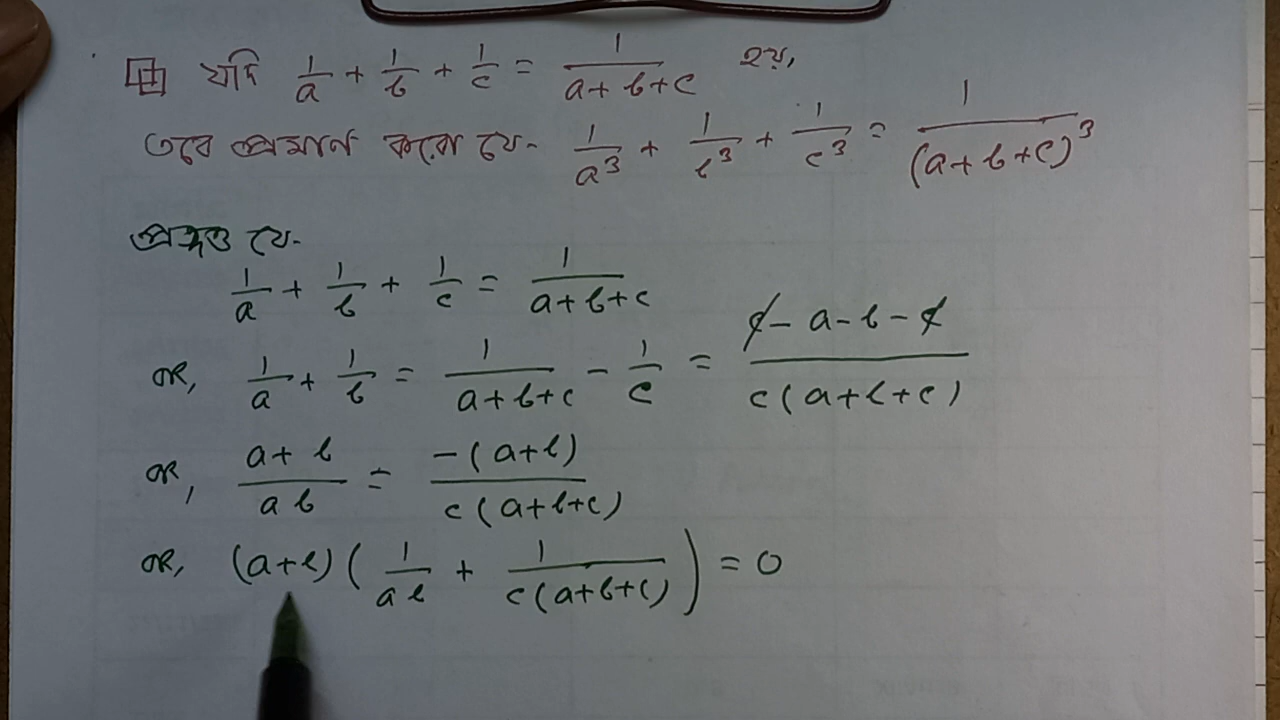 যদি 1/a + 1/b + 1/c = 1/(a+b+c) হয়,
তবে প্রমাণ করো যে- 1/a³ + 1/b³ + 1/c³ = 1/(a+b+c)³
প্রদত্ত যে-
1/a + 1/b + 1/c = 1/(a+b+c)
or, 1/a + 1/b = 1/(a+b+c) - 1/c = (c-a-b-c)/(c(a+b+c))
or, (a+b)/(ab) = -(a+b)/(c(a+b+c))
or, (a+b)(1/(ab) + 1/(c(a+b+c))) = 0